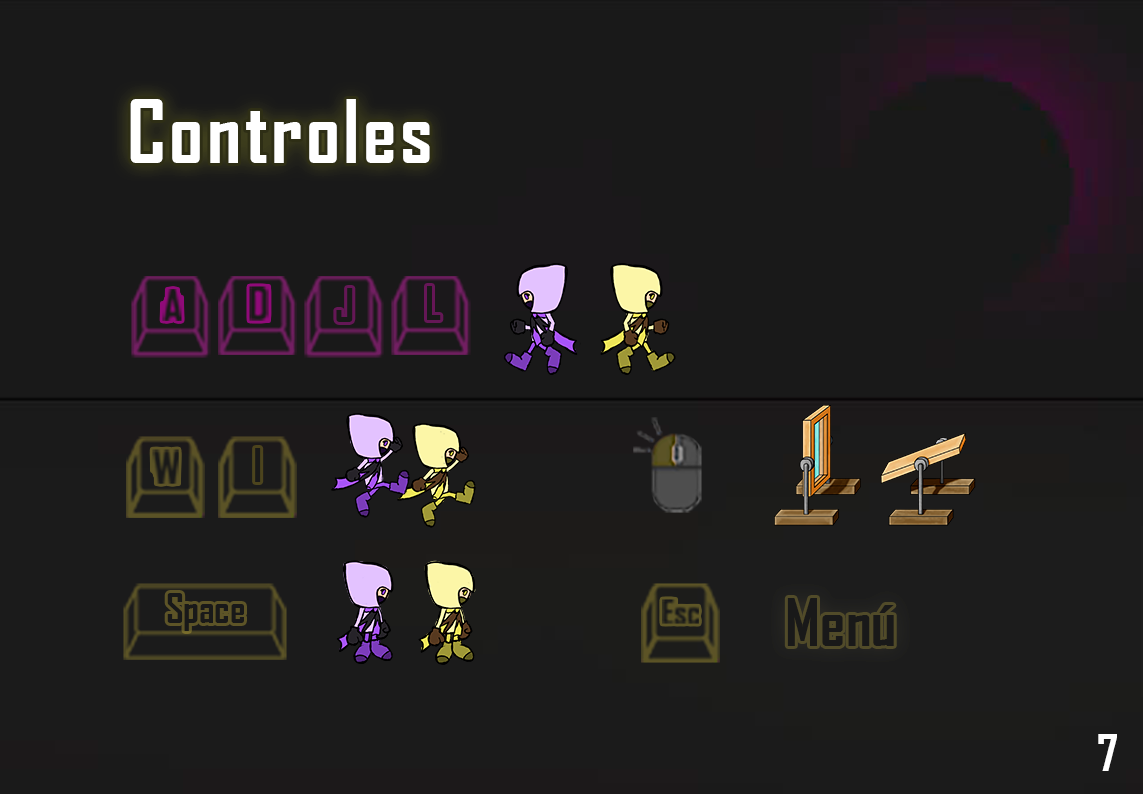 Controles
A D J L
W I
Space
Esc Menú
7